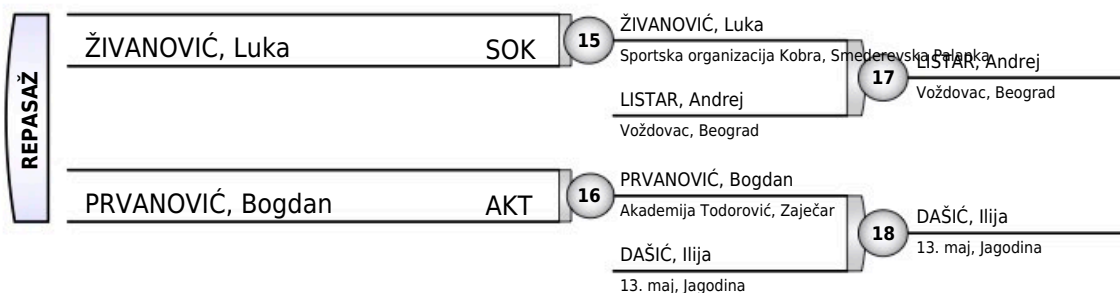 REPASAŽ
ŽIVANOVIĆ, Luka SOK
15
ŽIVANOVIĆ, Luka
Sportska organizacija Kobra, Smederevska Palanka
LISTAR, Andrej
Voždovac, Beograd
17
LISTAR, Andrej
Voždovac, Beograd
PRVANOVIĆ, Bogdan AKT
16
PRVANOVIĆ, Bogdan
Akademija Todorović, Zaječar
DAŠIĆ, Ilija
13. maj, Jagodina
18
DAŠIĆ, Ilija
13. maj, Jagodina